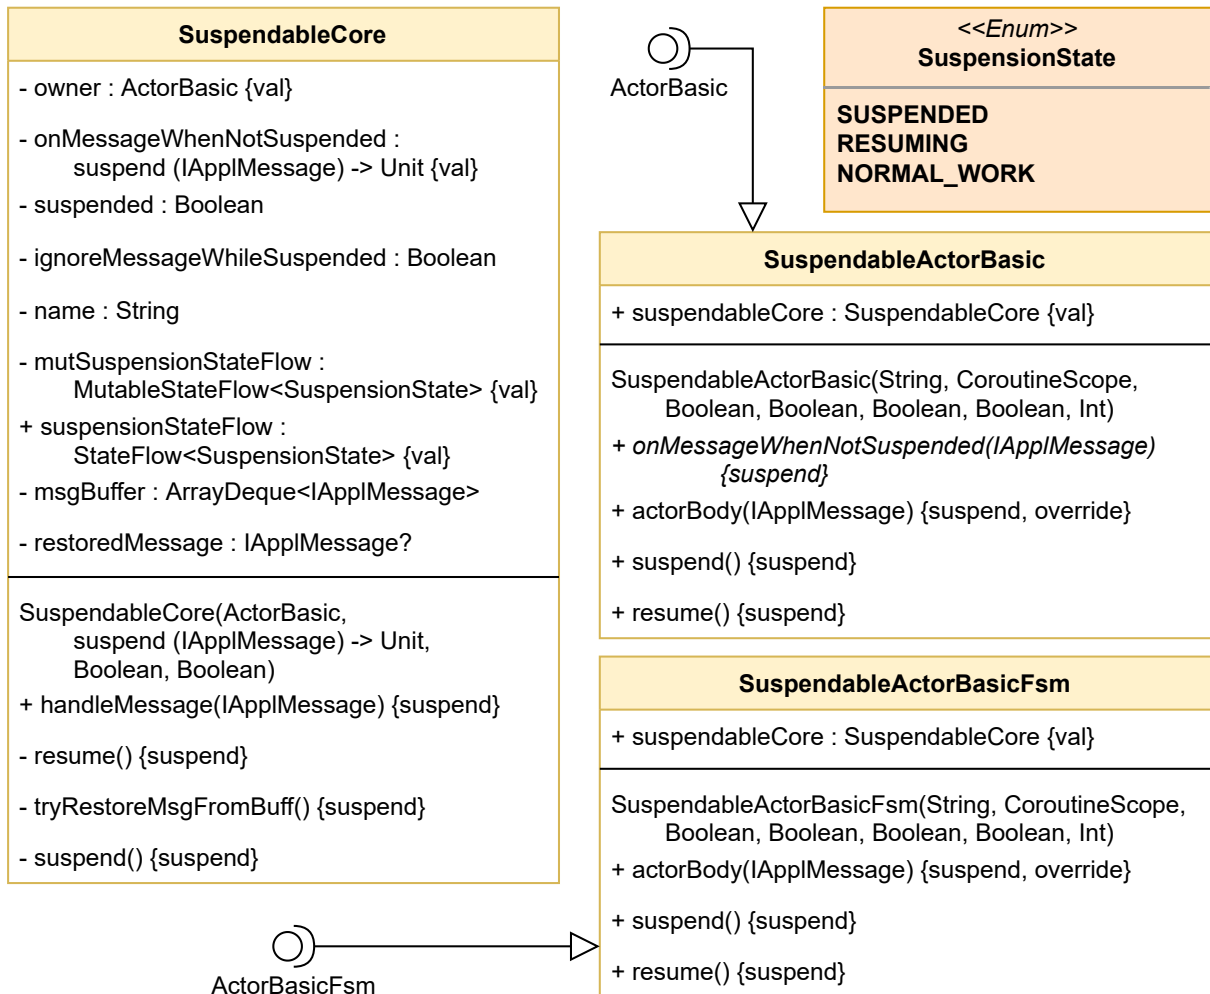 SuspendableCore
- owner : ActorBasic {val}
- onMessageWhenNotSuspended :
suspend (IApplMessage) -> Unit {val}
- suspended : Boolean
- ignoreMessageWhileSuspended : Boolean
- name : String
- mutSuspensionStateFlow :
MutableStateFlow<SuspensionState> {val}
+ suspensionStateFlow :
StateFlow<SuspensionState> {val}
- msgBuffer : ArrayDeque<IApplMessage>
- restoredMessage : IApplMessage?
SuspendableCore(ActorBasic,
suspend (IApplMessage) -> Unit,
Boolean, Boolean)
+ handleMessage(IApplMessage) {suspend}
- resume() {suspend}
- tryRestoreMsgFromBuff() {suspend}
- suspend() {suspend}
ActorBasic
<<Enum>>
SuspensionState
SUSPENDED
RESUMING
NORMAL_WORK
SuspendableActorBasic
+ suspendableCore : SuspendableCore {val}
SuspendableActorBasic(String, CoroutineScope,
Boolean, Boolean, Boolean, Boolean, Int)
+ onMessageWhenNotSuspended(IApplMessage)
{suspend}
+ actorBody(IApplMessage) {suspend, override}
+ suspend() {suspend}
+ resume() {suspend}
SuspendableActorBasicFsm
+ suspendableCore : SuspendableCore {val}
SuspendableActorBasicFsm(String, CoroutineScope,
Boolean, Boolean, Boolean, Boolean, Int)
+ actorBody(IApplMessage) {suspend, override}
+ suspend() {suspend}
+ resume() {suspend}
ActorBasicFsm